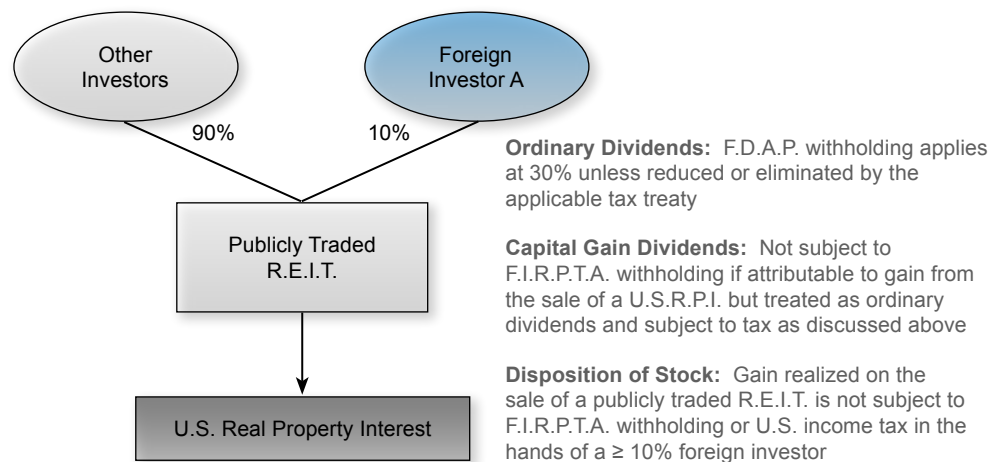 Other
Investors
Foreign
Investor A
90%
10%
Publicly Traded
R.E.I.T.
U.S. Real Property Interest
Ordinary Dividends: F.D.A.P. withholding applies
at 30% unless reduced or eliminated by the
applicable tax treaty
Capital Gain Dividends: Not subject to
F.I.R.P.T.A. withholding if attributable to gain from
the sale of a U.S.R.P.I. but treated as ordinary
dividends and subject to tax as discussed above
Disposition of Stock: Gain realized on the
sale of a publicly traded R.E.I.T. is not subject to
F.I.R.P.T.A. withholding or U.S. income tax in the
hands of a ≥ 10% foreign investor